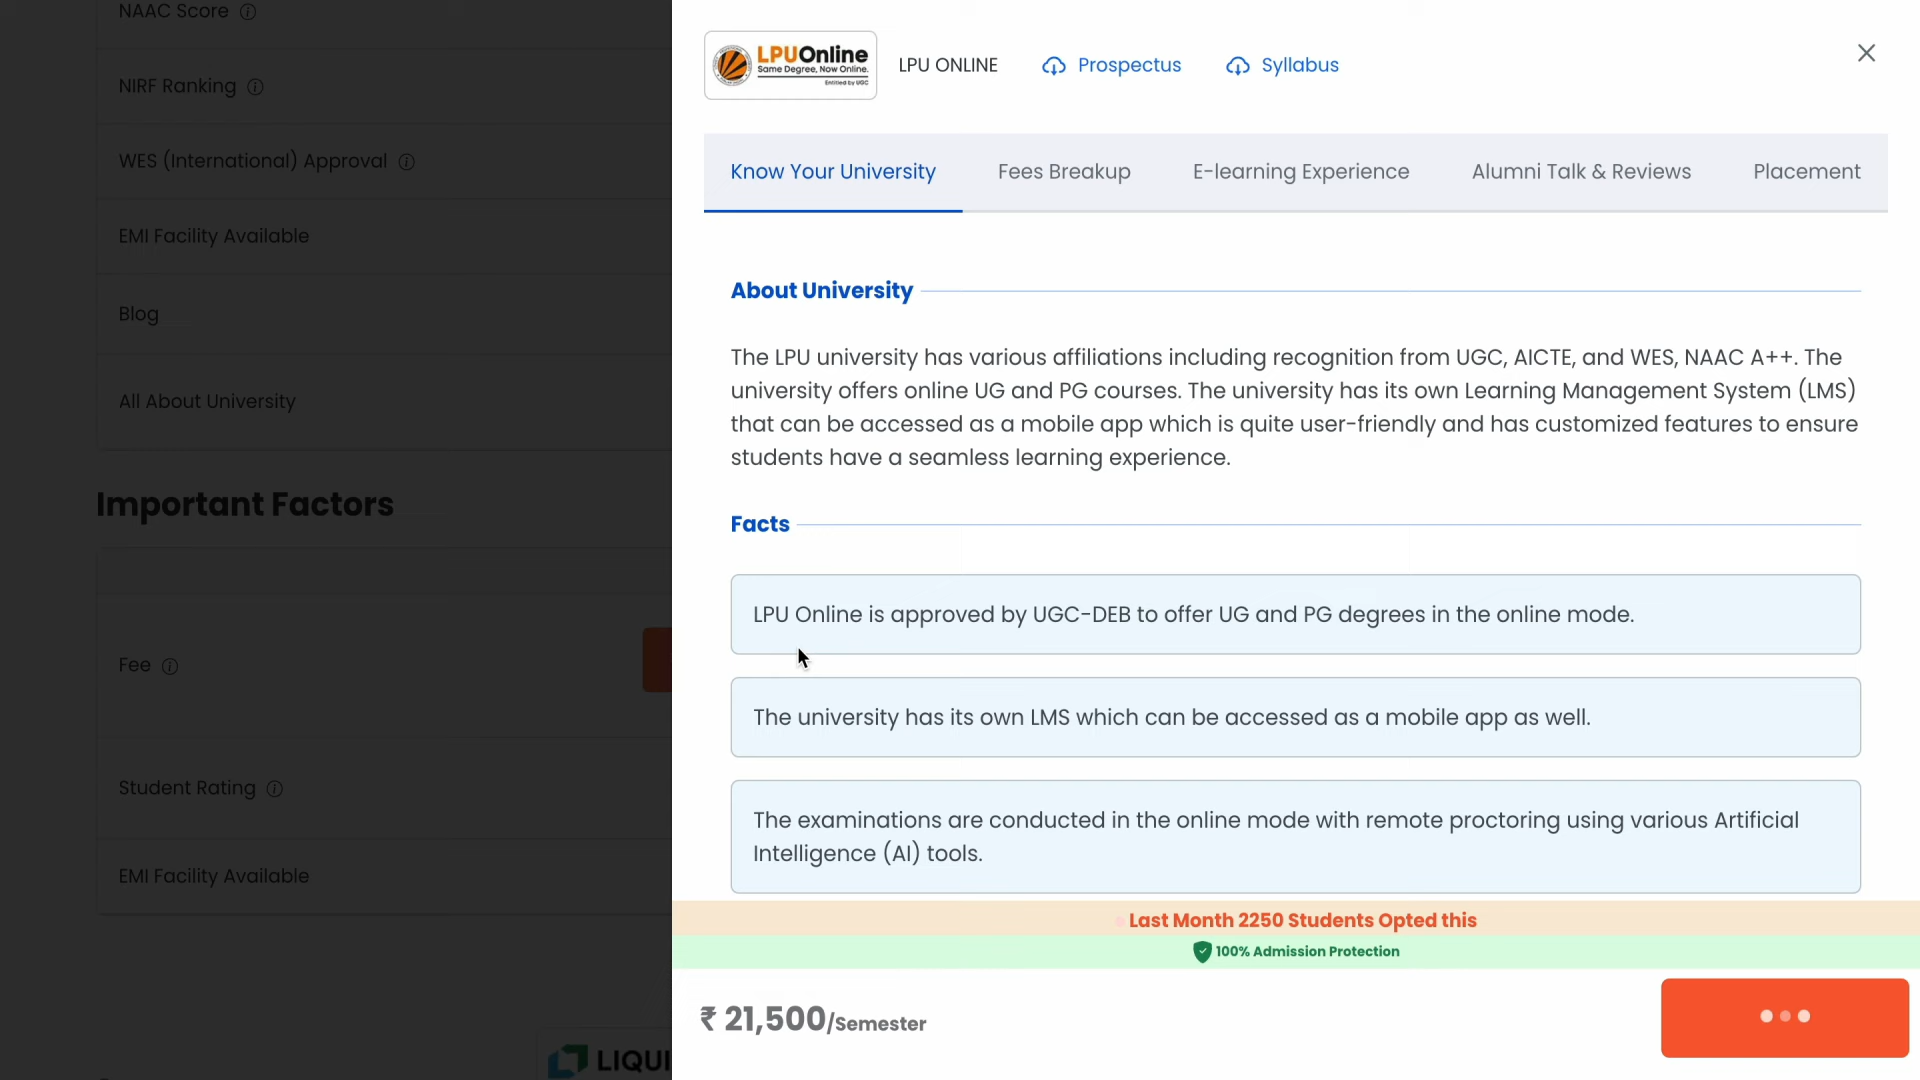 NAAC Score
NIRF Ranking
WES (International) Approval
EMI Facility Available
Blog
All About University
Important Factors
Fee
Student Rating
EMI Facility Available
LIQUI
LPUOnline
Same Degree, Now Online.
Entitled by UGC
LPU ONLINE
Prospectus
Syllabus
Know Your University
Fees Breakup
E-learning Experience
Alumni Talk & Reviews
Placement
About University
The LPU university has various affiliations including recognition from UGC, AICTE, and WES, NAAC A++. The
university offers online UG and PG courses. The university has its own Learning Management System (LMS)
that can be accessed as a mobile app which is quite user-friendly and has customized features to ensure
students have a seamless learning experience.
Facts
LPU Online is approved by UGC-DEB to offer UG and PG degrees in the online mode.
The university has its own LMS which can be accessed as a mobile app as well.
The examinations are conducted in the online mode with remote proctoring using various Artificial
Intelligence (AI) tools.
Last Month 2250 Students Opted this
100% Admission Protection
₹ 21,500/Semester